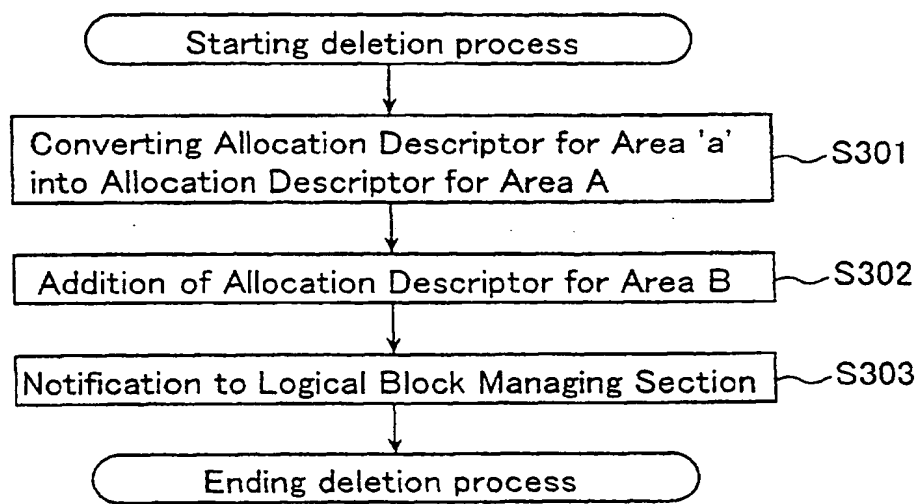 Starting deletion process
Converting Allocation Descriptor for Area 'a'
into Allocation Descriptor for Area A
S301
Addition of Allocation Descriptor for Area B
S302
Notification to Logical Block Managing Section
S303
Ending deletion process